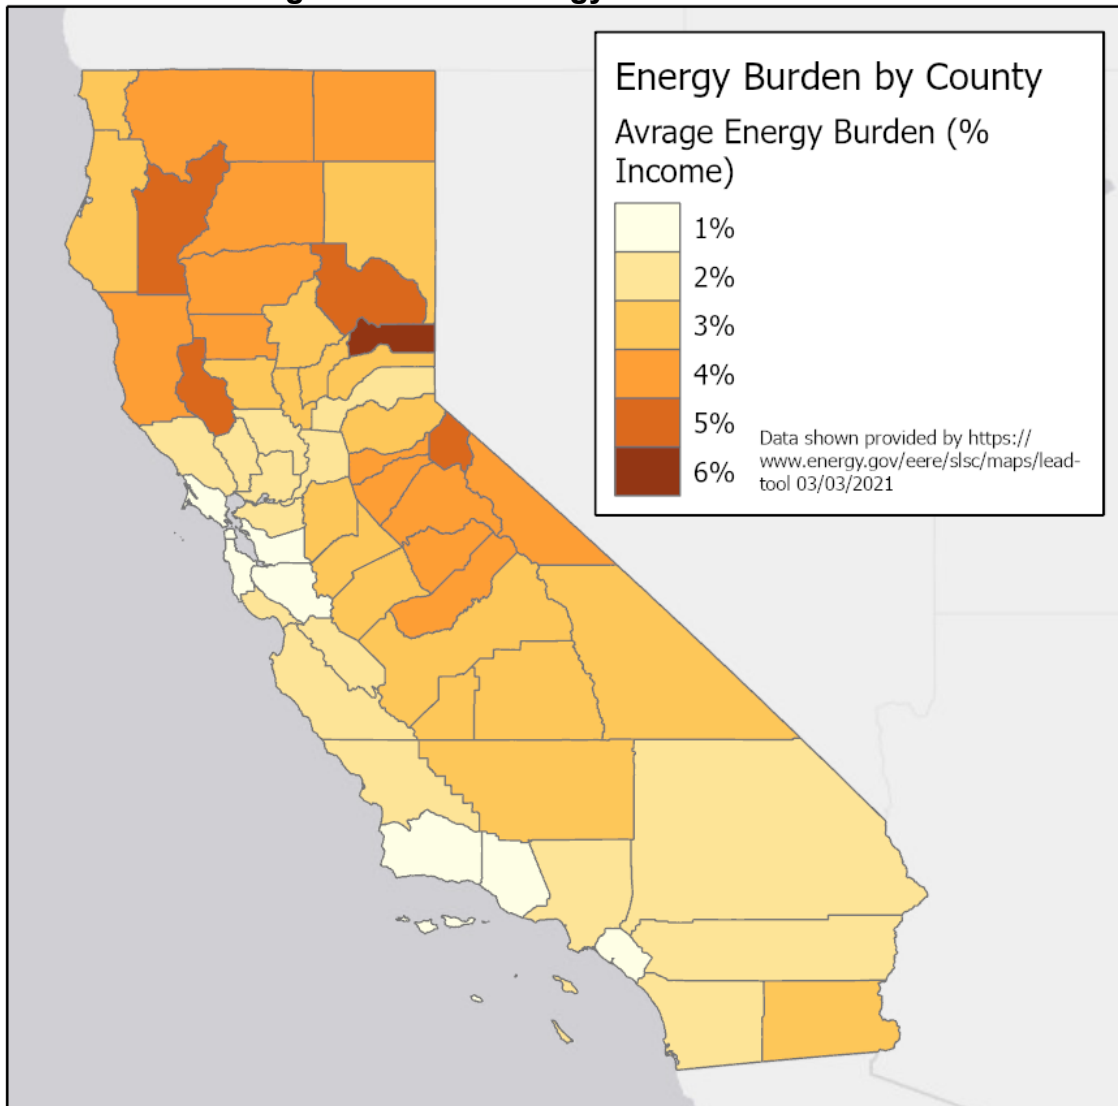 Energy Burden by County
Avrage Energy Burden (%
Income)
1%
2%
3%
4%
5%
6%
Data shown provided by https://
www.energy.gov/eere/slsc/maps/lead-
tool 03/03/2021